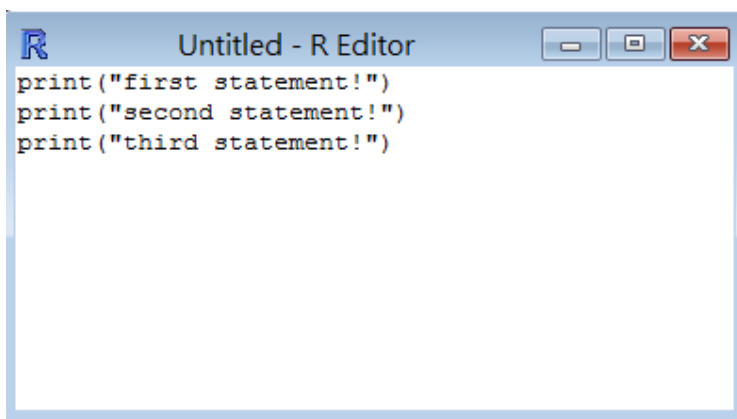 R Untitled - R Editor
print("first statement!")
print("second statement!")
print("third statement!")